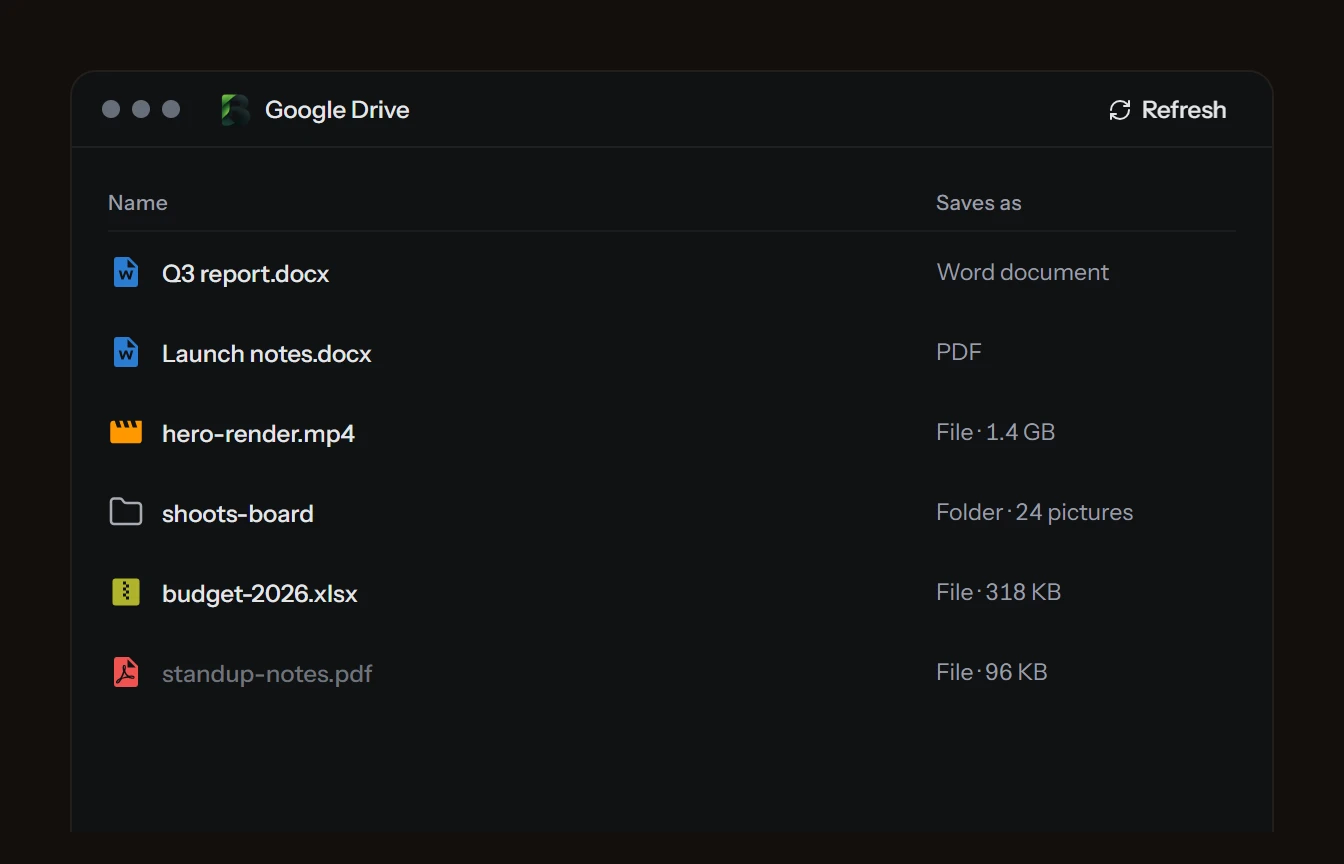 Google Drive
Refresh
Name Saves as
Q3 report.docx Word document
Launch notes.docx PDF
hero-render.mp4 File · 1.4 GB
shoots-board Folder · 24 pictures
budget-2026.xlsx File · 318 KB
standup-notes.pdf File · 96 KB